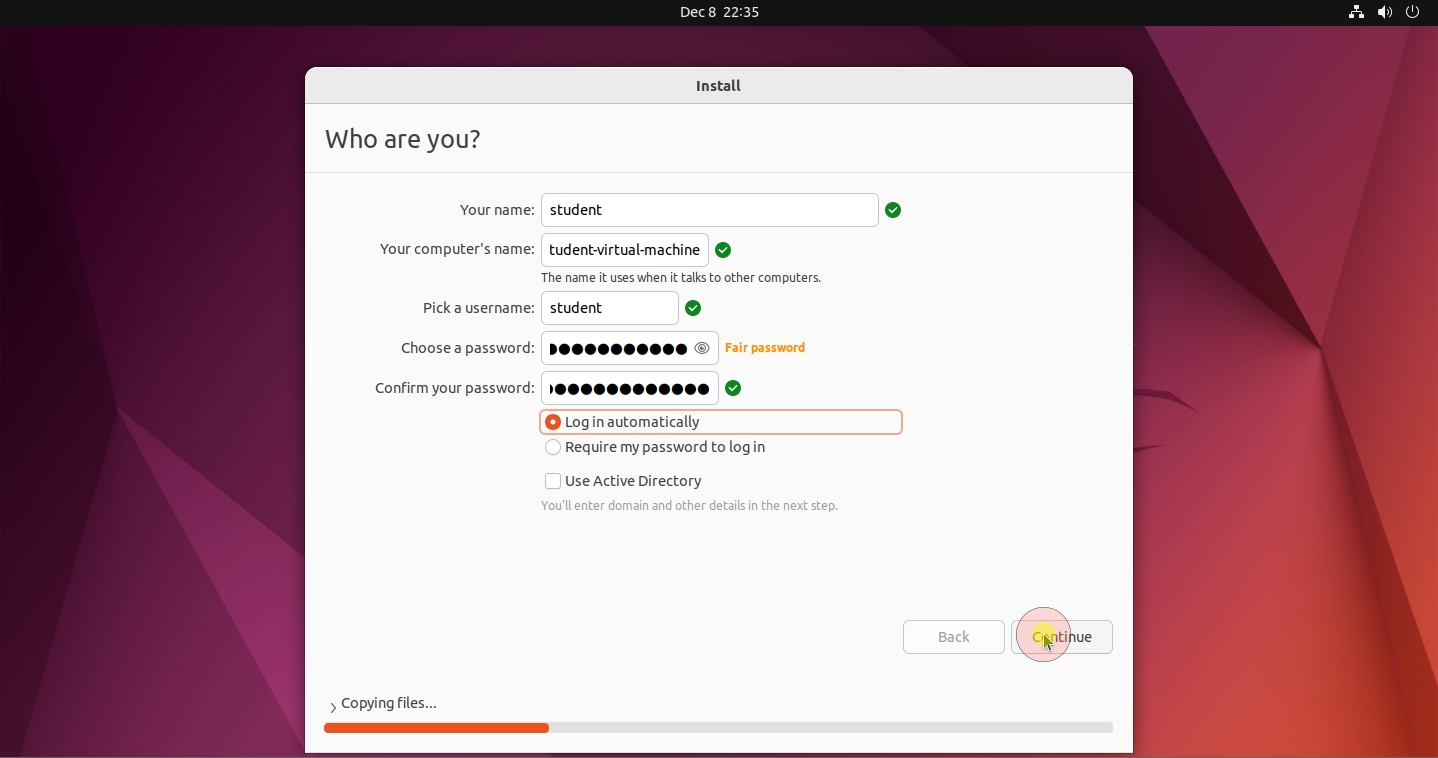 Dec 8 22:35
Install
Who are you?
Your name: student
Your computer's name: tudent-virtual-machine
The name it uses when it talks to other computers.
Pick a username: student
Choose a password: ●●●●●●●●●●●● Fair password
Confirm your password: ●●●●●●●●●●●●●●
Log in automatically
Require my password to log in
Use Active Directory
You'll enter domain and other details in the next step.
Back Continue
Copying files...